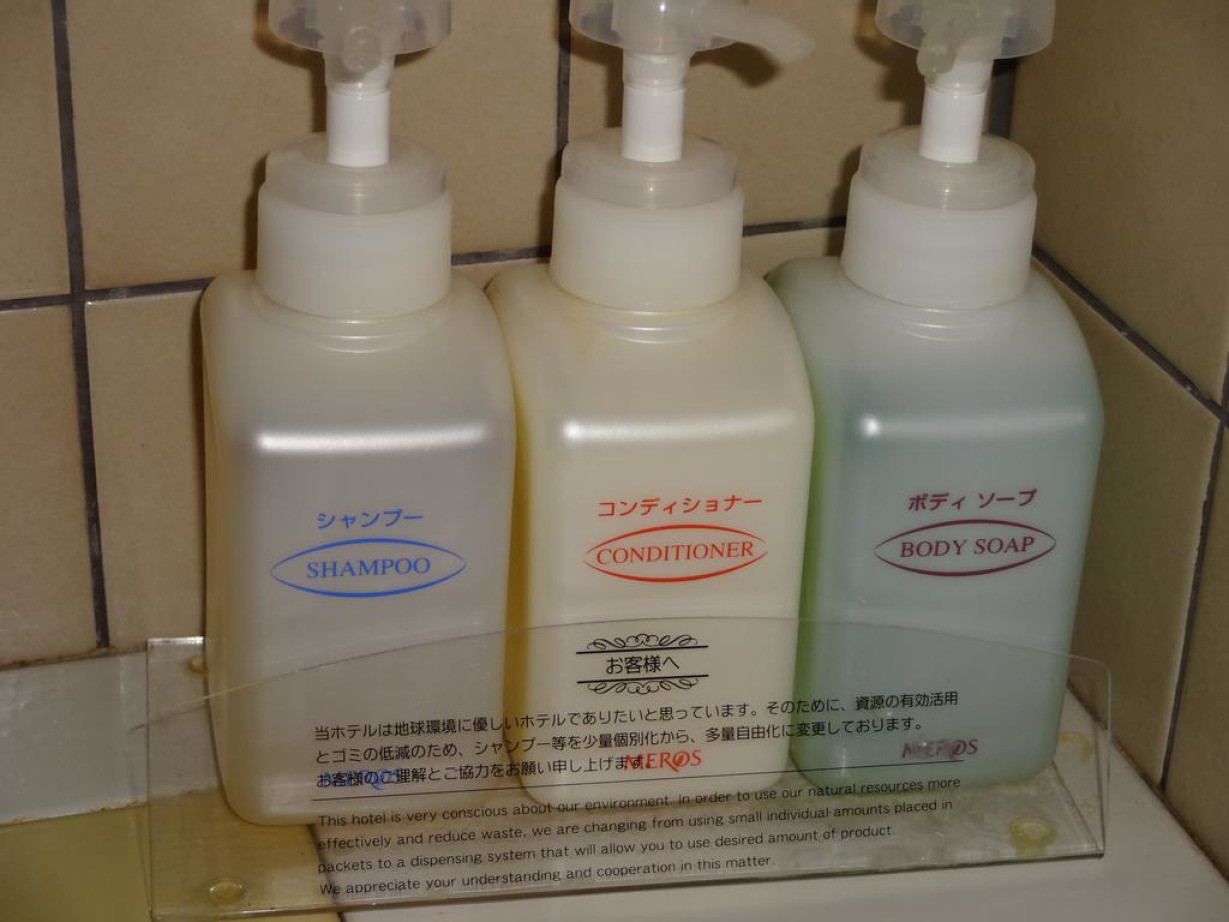 シャンプー
SHAMPOO
コンディショナー
CONDITIONER
ボディ ソープ
BODY SOAP
お客様へ
当ホテルは地球環境に優しいホテルでありたいと思っています。そのために、資源の有効活用
とゴミの低減のため、シャンプー等を少量個別化から、多量自由化に変更しております。
お客様のご理解とご協力をお願い申し上げます。
MEROS
MEROS
MEROS
This hotel is very conscious about our environment. In order to use our natural resources more
effectively and reduce waste, we are changing from using small individual amounts placed in
packets to a dispensing system that will allow you to use desired amount of product.
We appreciate your understanding and cooperation in this matter.